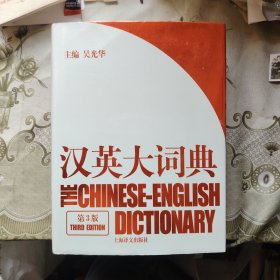 主编 吴光华
汉英大词典
THE CHINESE-ENGLISH
DICTIONARY
第3版
THIRD EDITION
上海译文出版社